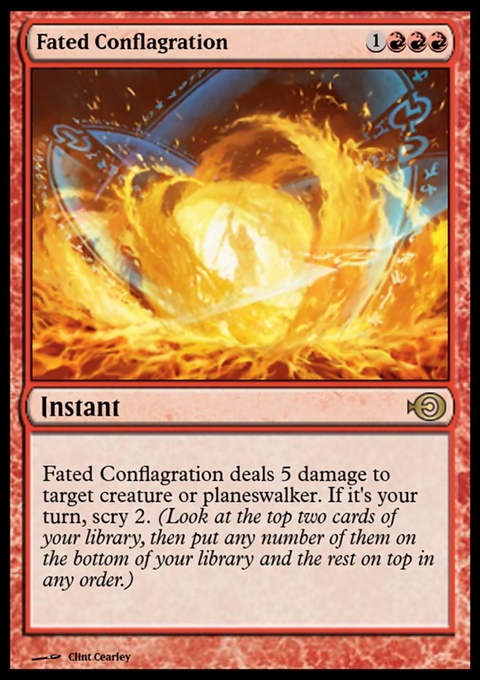 Fated Conflagration 1
Instant
Fated Conflagration deals 5 damage to
target creature or planeswalker. If it's your
turn, scry 2. (Look at the top two cards of
your library, then put any number of them on
the bottom of your library and the rest on top in
any order.)
Clint Cearley